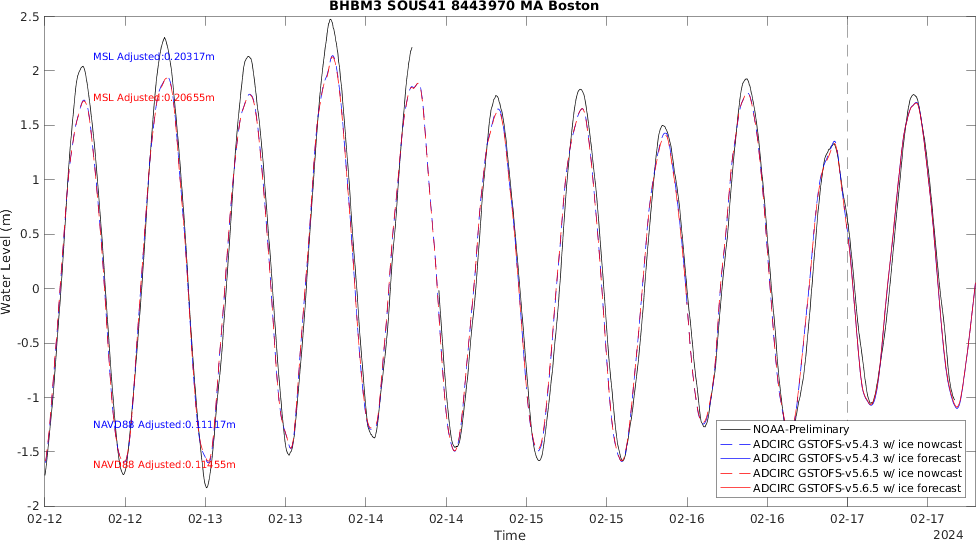 BHBM3 SOUS41 8443970 MA Boston
2.5
2
1.5
1
0.5
0
-0.5
-1
-1.5
-2
Water Level (m)
MSL Adjusted:0.20317m
MSL Adjusted:0.20655m
NAVD88 Adjusted:0.11117m
NAVD88 Adjusted:0.11455m
NOAA-Preliminary
ADCIRC GSTOFS-v5.4.3 w/ ice nowcast
ADCIRC GSTOFS-v5.4.3 w/ ice forecast
ADCIRC GSTOFS-v5.6.5 w/ ice nowcast
ADCIRC GSTOFS-v5.6.5 w/ ice forecast
02-12 02-12 02-13 02-13 02-14 02-14 02-15 02-15 02-16 02-16 02-17 02-17
Time
2024